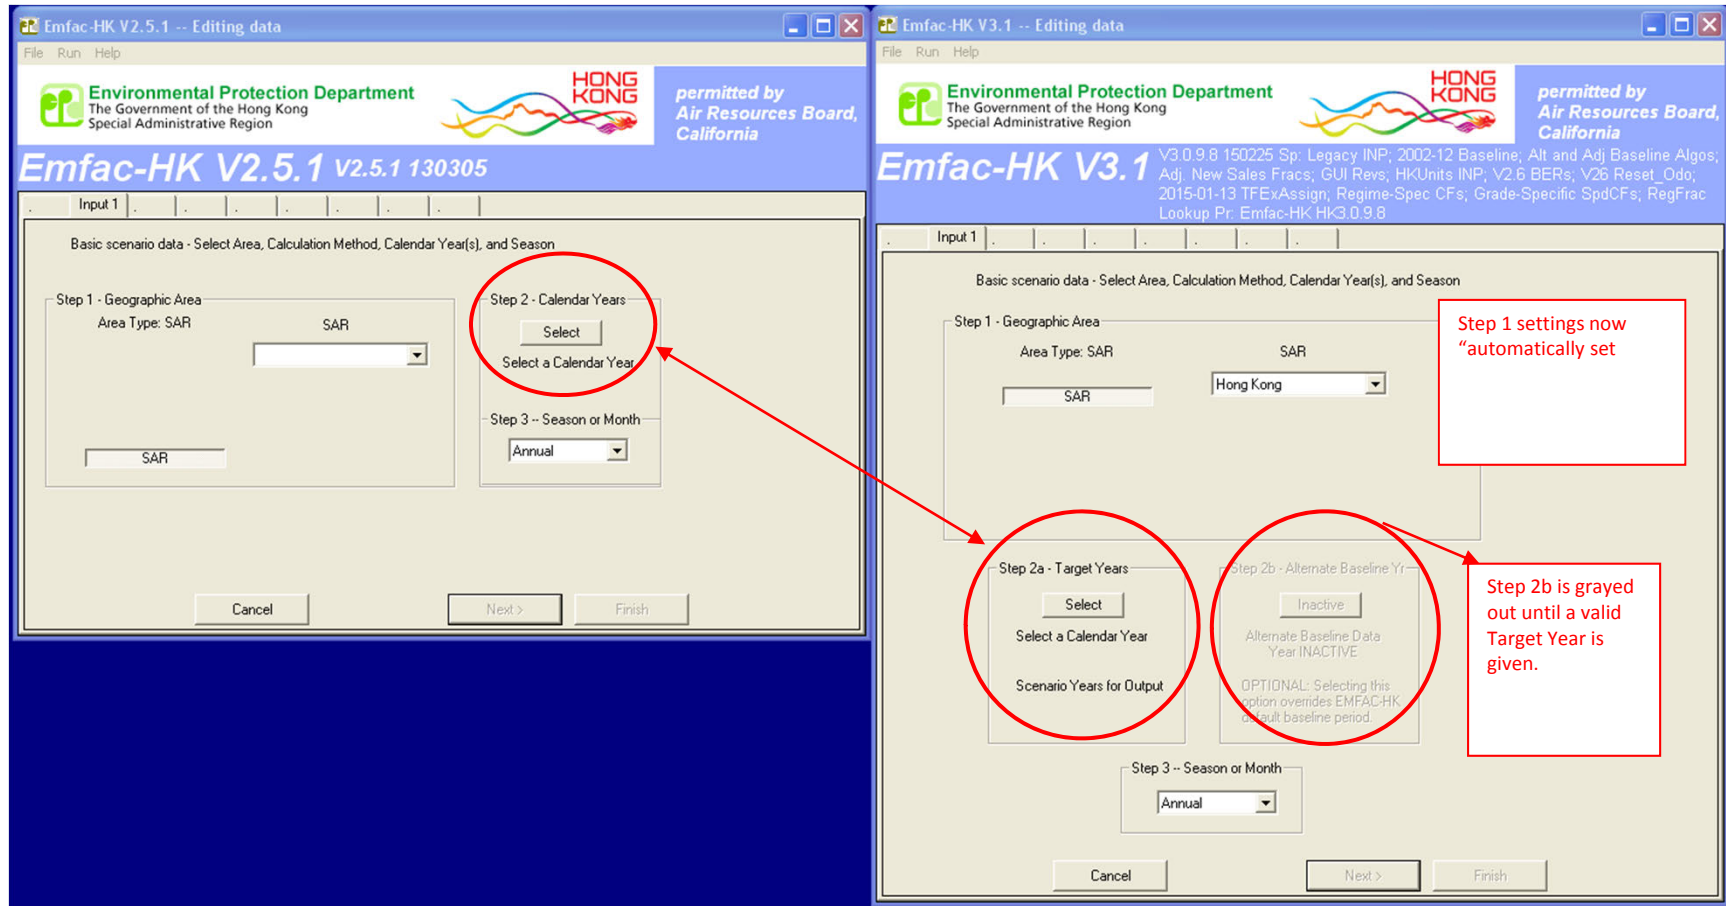 Emfac-HK V2.5.1 -- Editing data
File Run Help
Environmental Protection Department
The Government of the Hong Kong
Special Administrative Region
HONG
KONG
permitted by
Air Resources Board,
California
Emfac-HK V2.5.1 V2.5.1 130305
. Input 1 . . . . . . .
Basic scenario data - Select Area, Calculation Method, Calendar Year(s), and Season
Step 1 - Geographic Area
Area Type: SAR SAR
SAR
Step 2 - Calendar Years
Select
Select a Calendar Year
Step 3 -- Season or Month
Annual
Cancel Next > Finish
Emfac-HK V3.1 -- Editing data
File Run Help
Environmental Protection Department
The Government of the Hong Kong
Special Administrative Region
HONG
KONG
permitted by
Air Resources Board,
California
Emfac-HK V3.1
V3.0.9.8 150225 Sp: Legacy INP; 2002-12 Baseline; Alt and Adj Baseline Algos;
Adj. New Sales Fracs; GUI Revs; HKUnits INP; V2.6 BERs; V26 Reset_Odo;
2015-01-13 TFExAssign; Regime-Spec CFs; Grade-Specific SpdCFs; RegFrac
Lookup Pr: Emfac-HK HK3.0.9.8
. Input 1 . . . . . . .
Basic scenario data - Select Area, Calculation Method, Calendar Year(s), and Season
Step 1 - Geographic Area
Area Type: SAR SAR
SAR Hong Kong
Step 1 settings now
“automatically set
Step 2a - Target Years
Select
Select a Calendar Year
Scenario Years for Output
Step 2b - Alternate Baseline Yr
Inactive
Alternate Baseline Data
Year INACTIVE
OPTIONAL: Selecting this
option overrides EMFAC-HK
default baseline period.
Step 2b is grayed
out until a valid
Target Year is
given.
Step 3 -- Season or Month
Annual
Cancel Next > Finish